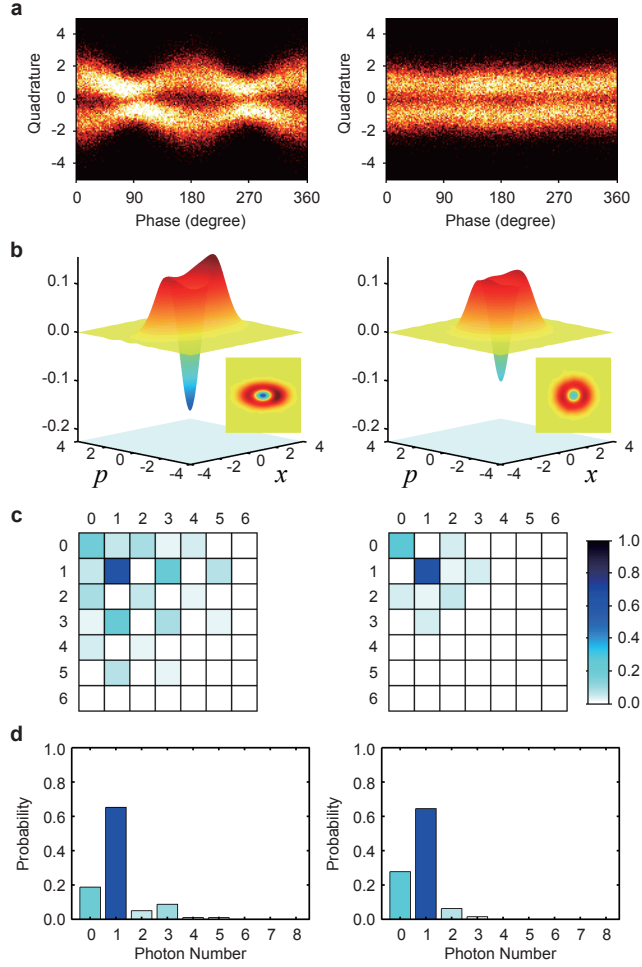 a
4 2 0 -2 -4
Quadrature
0 90 180 270 360
Phase (degree)
4 2 0 -2 -4
Quadrature
0 90 180 270 360
Phase (degree)
b
0.1 0.0 -0.1 -0.2
4 2 0 -2 -4
p
-4 -2 0 2 4
x
0.1 0.0 -0.1 -0.2
4 2 0 -2 -4
p
-4 -2 0 2 4
x
c
0 1 2 3 4 5 6
0
1
2
3
4
5
6
0 1 2 3 4 5 6
0
1
2
3
4
5
6
1.0
0.8
0.6
0.4
0.2
0.0
d
1.0
0.8
0.6
0.4
0.2
0.0
Probability
0 1 2 3 4 5 6 7 8
Photon Number
1.0
0.8
0.6
0.4
0.2
0.0
Probability
0 1 2 3 4 5 6 7 8
Photon Number